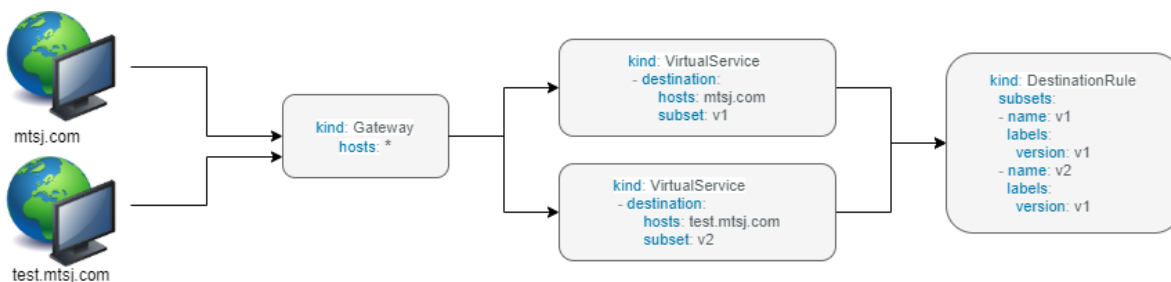 mtsj.com
test.mtsj.com
kind: Gateway
hosts: *
kind: VirtualService
- destination:
hosts: mtsj.com
subset: v1
kind: VirtualService
- destination:
hosts: test.mtsj.com
subset: v2
kind: DestinationRule
subsets:
- name: v1
labels:
version: v1
- name: v2
labels:
version: v1